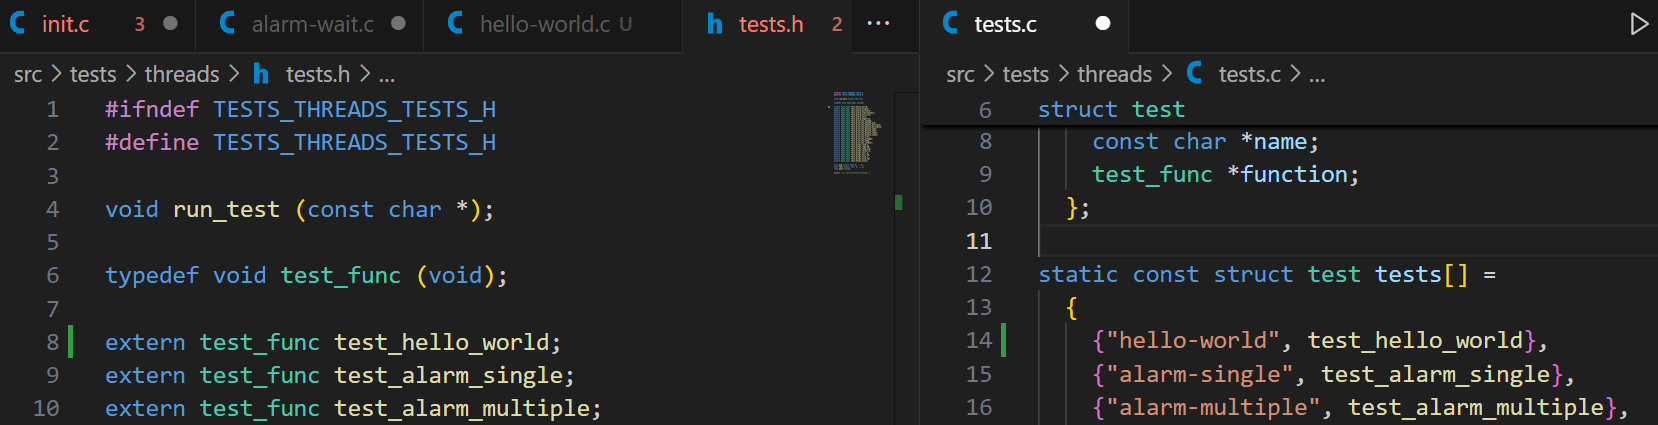 init.c 3 alarm-wait.c hello-world.c U tests.h 2 ...
src > tests > threads > h tests.h > ...
1 #ifndef TESTS_THREADS_TESTS_H
2 #define TESTS_THREADS_TESTS_H
3
4 void run_test (const char *);
5
6 typedef void test_func (void);
7
8 extern test_func test_hello_world;
9 extern test_func test_alarm_single;
10 extern test_func test_alarm_multiple;
tests.c
src > tests > threads > C tests.c > ...
6 struct test
8 const char *name;
9 test_func *function;
10 };
11
12 static const struct test tests[] =
13 {
14 {"hello-world", test_hello_world},
15 {"alarm-single", test_alarm_single},
16 {"alarm-multiple", test_alarm_multiple},